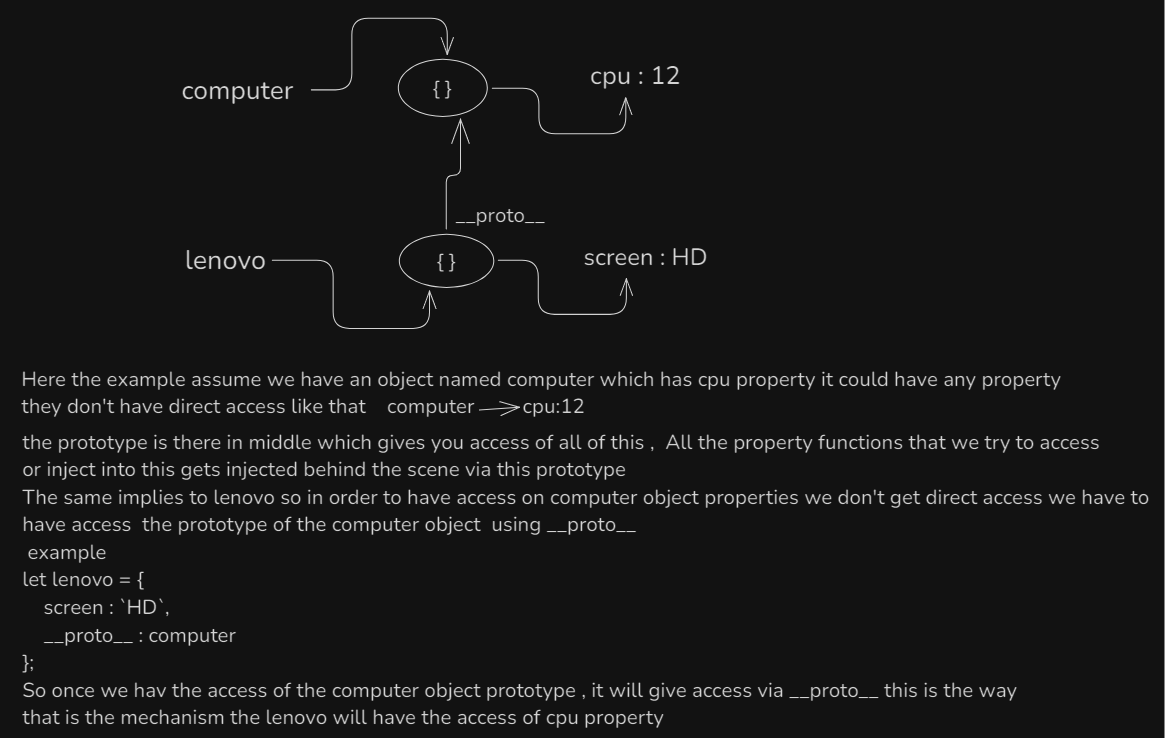 computer
{ }
cpu : 12
__proto__
lenovo
{ }
screen : HD
Here the example assume we have an object named computer which has cpu property it could have any property
they don't have direct access like that computer cpu:12
the prototype is there in middle which gives you access of all of this , All the property functions that we try to access
or inject into this gets injected behind the scene via this prototype
The same implies to lenovo so in order to have access on computer object properties we don't get direct access we have to
have access the prototype of the computer object using __proto__
example
let lenovo = {
screen : `HD`,
__proto__ : computer
};
So once we hav the access of the computer object prototype , it will give access via __proto__ this is the way
that is the mechanism the lenovo will have the access of cpu property